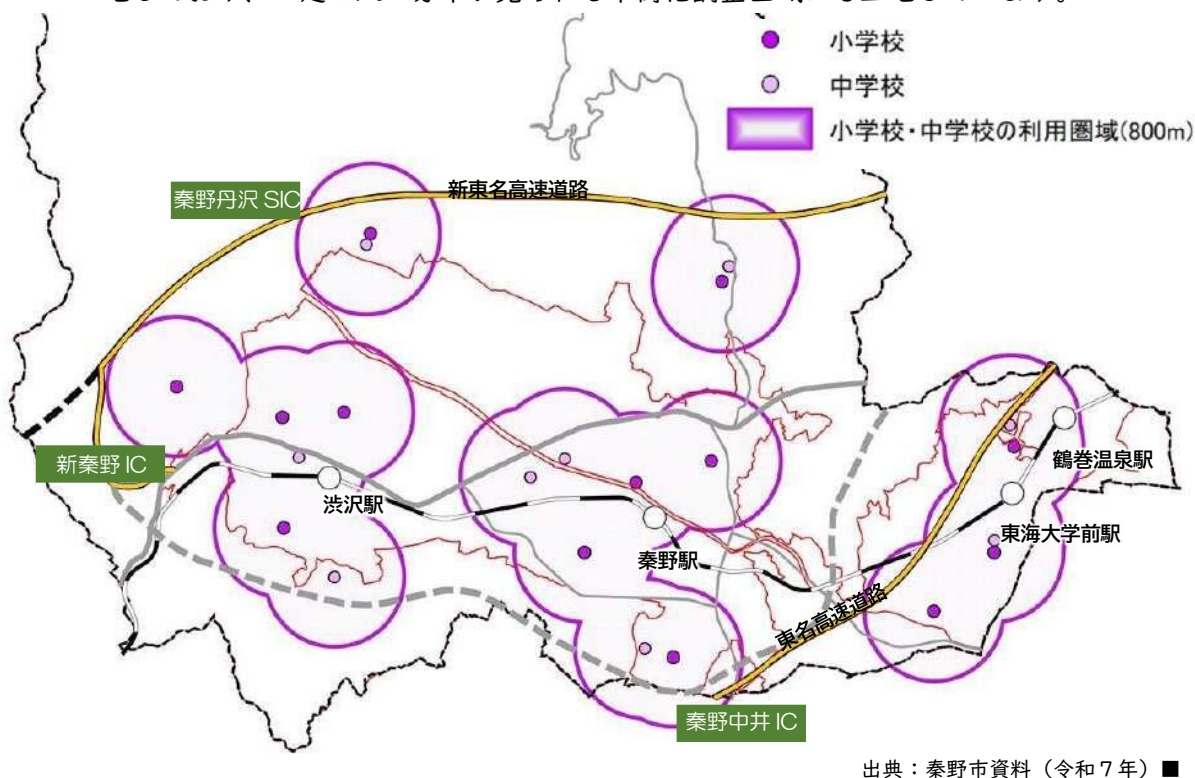 小学校
中学校
小学校・中学校の利用圏域(800m)
秦野丹沢 SIC
新東名高速道路
新秦野 IC
渋沢駅
秦野駅
鶴巻温泉駅
東海大学前駅
東名高速道路
秦野中井 IC
出典：秦野市資料（令和７年）■